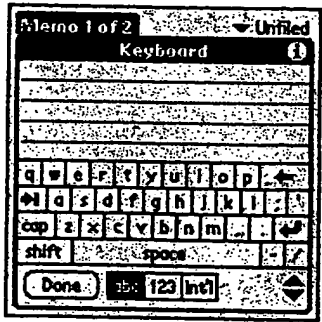 Memo 1 of 2 Unfiled
Keyboard i
q w e r t y u i o p
a s d f g h j k l ;
cap z x c v b n m , .
shift space - /
Done abc 123 Int'l